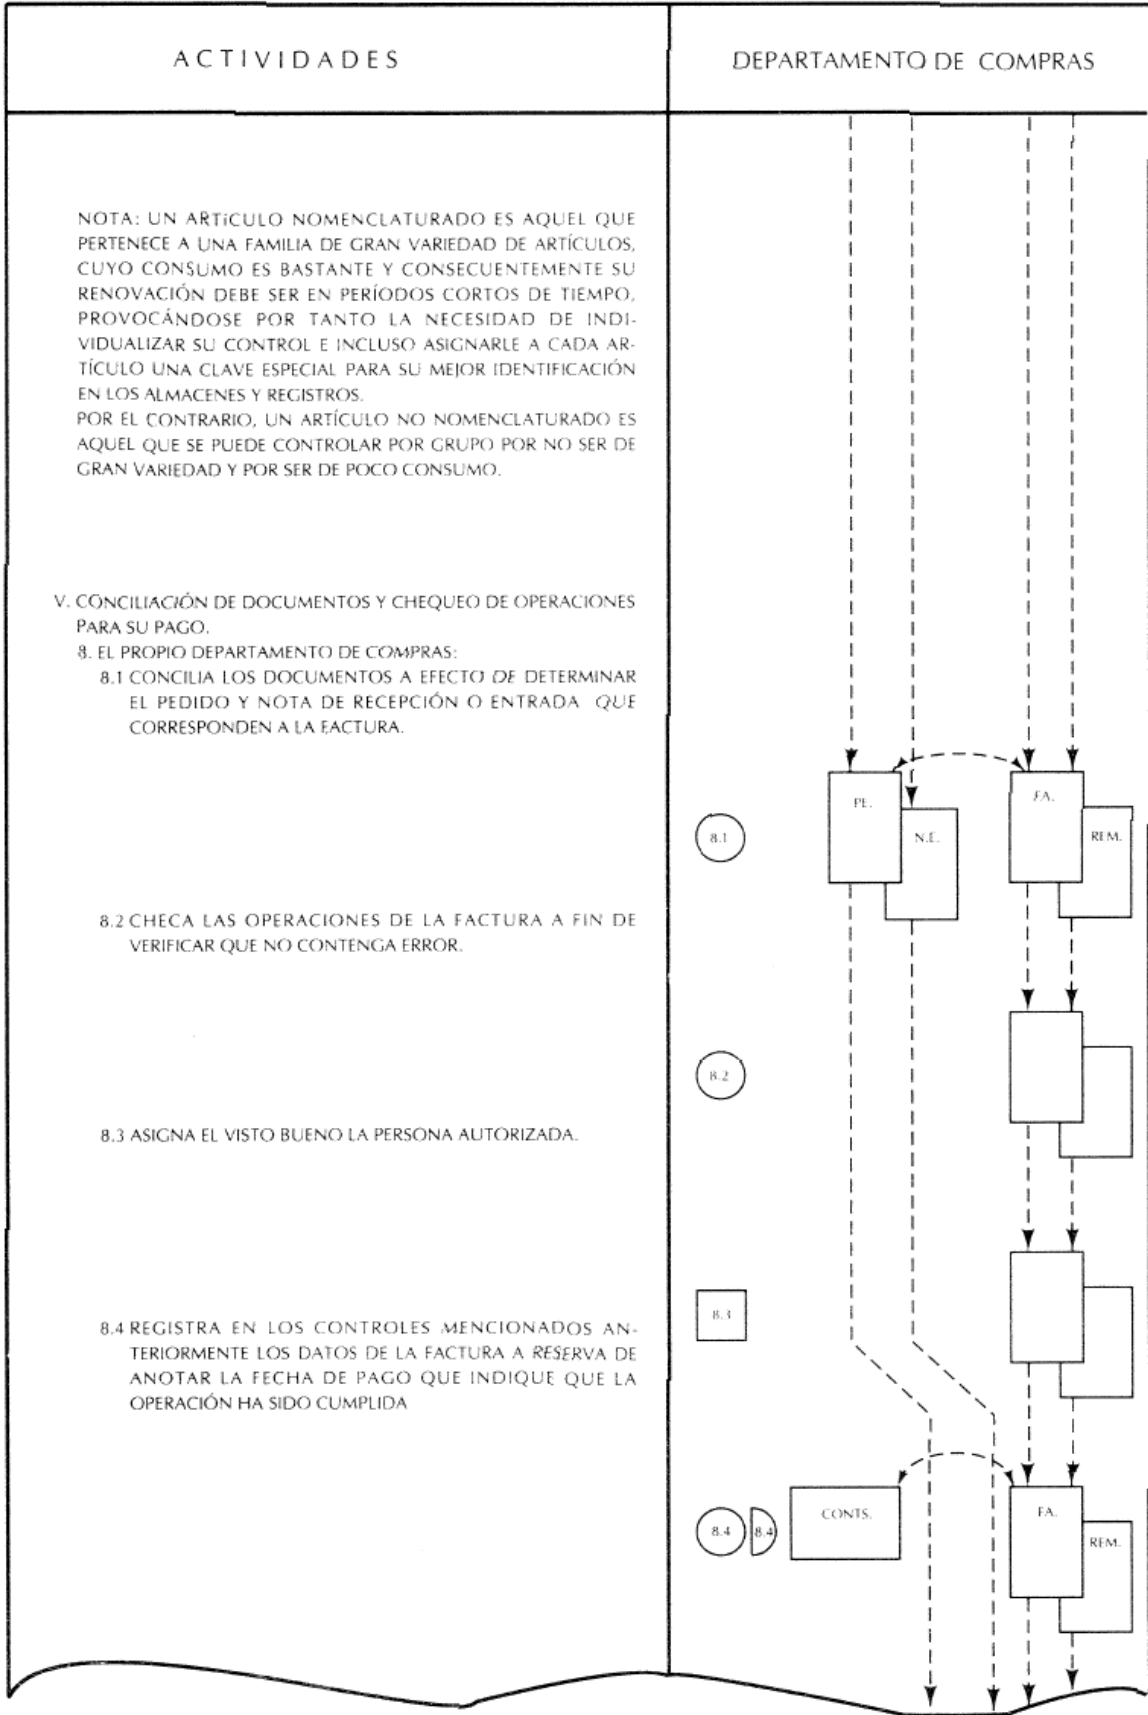 ACTIVIDADES
DEPARTAMENTO DE COMPRAS
NOTA: UN ARTÍCULO NOMENCLATURADO ES AQUEL QUE
PERTENECE A UNA FAMILIA DE GRAN VARIEDAD DE ARTÍCULOS,
CUYO CONSUMO ES BASTANTE Y CONSECUENTEMENTE SU
RENOVACIÓN DEBE SER EN PERÍODOS CORTOS DE TIEMPO,
PROVOCÁNDOSE POR TANTO LA NECESIDAD DE INDI-
VIDUALIZAR SU CONTROL E INCLUSO ASIGNARLE A CADA AR-
TÍCULO UNA CLAVE ESPECIAL PARA SU MEJOR IDENTIFICACIÓN
EN LOS ALMACENES Y REGISTROS.
POR EL CONTRARIO, UN ARTÍCULO NO NOMENCLATURADO ES
AQUEL QUE SE PUEDE CONTROLAR POR GRUPO POR NO SER DE
GRAN VARIEDAD Y POR SER DE POCO CONSUMO.
V. CONCILIACIÓN DE DOCUMENTOS Y CHEQUEO DE OPERACIONES
PARA SU PAGO.
8. EL PROPIO DEPARTAMENTO DE COMPRAS:
8.1 CONCILIA LOS DOCUMENTOS A EFECTO DE DETERMINAR
EL PEDIDO Y NOTA DE RECEPCIÓN O ENTRADA QUE
CORRESPONDEN A LA FACTURA.
8.1
PE.
N.E.
FA.
REM.
8.2 CHECA LAS OPERACIONES DE LA FACTURA A FIN DE
VERIFICAR QUE NO CONTENGA ERROR.
8.2
8.3 ASIGNA EL VISTO BUENO LA PERSONA AUTORIZADA.
8.3
8.4 REGISTRA EN LOS CONTROLES MENCIONADOS AN-
TERIORMENTE LOS DATOS DE LA FACTURA A RESERVA DE
ANOTAR LA FECHA DE PAGO QUE INDIQUE QUE LA
OPERACIÓN HA SIDO CUMPLIDA
8.4
8.4
CONTS.
FA.
REM.